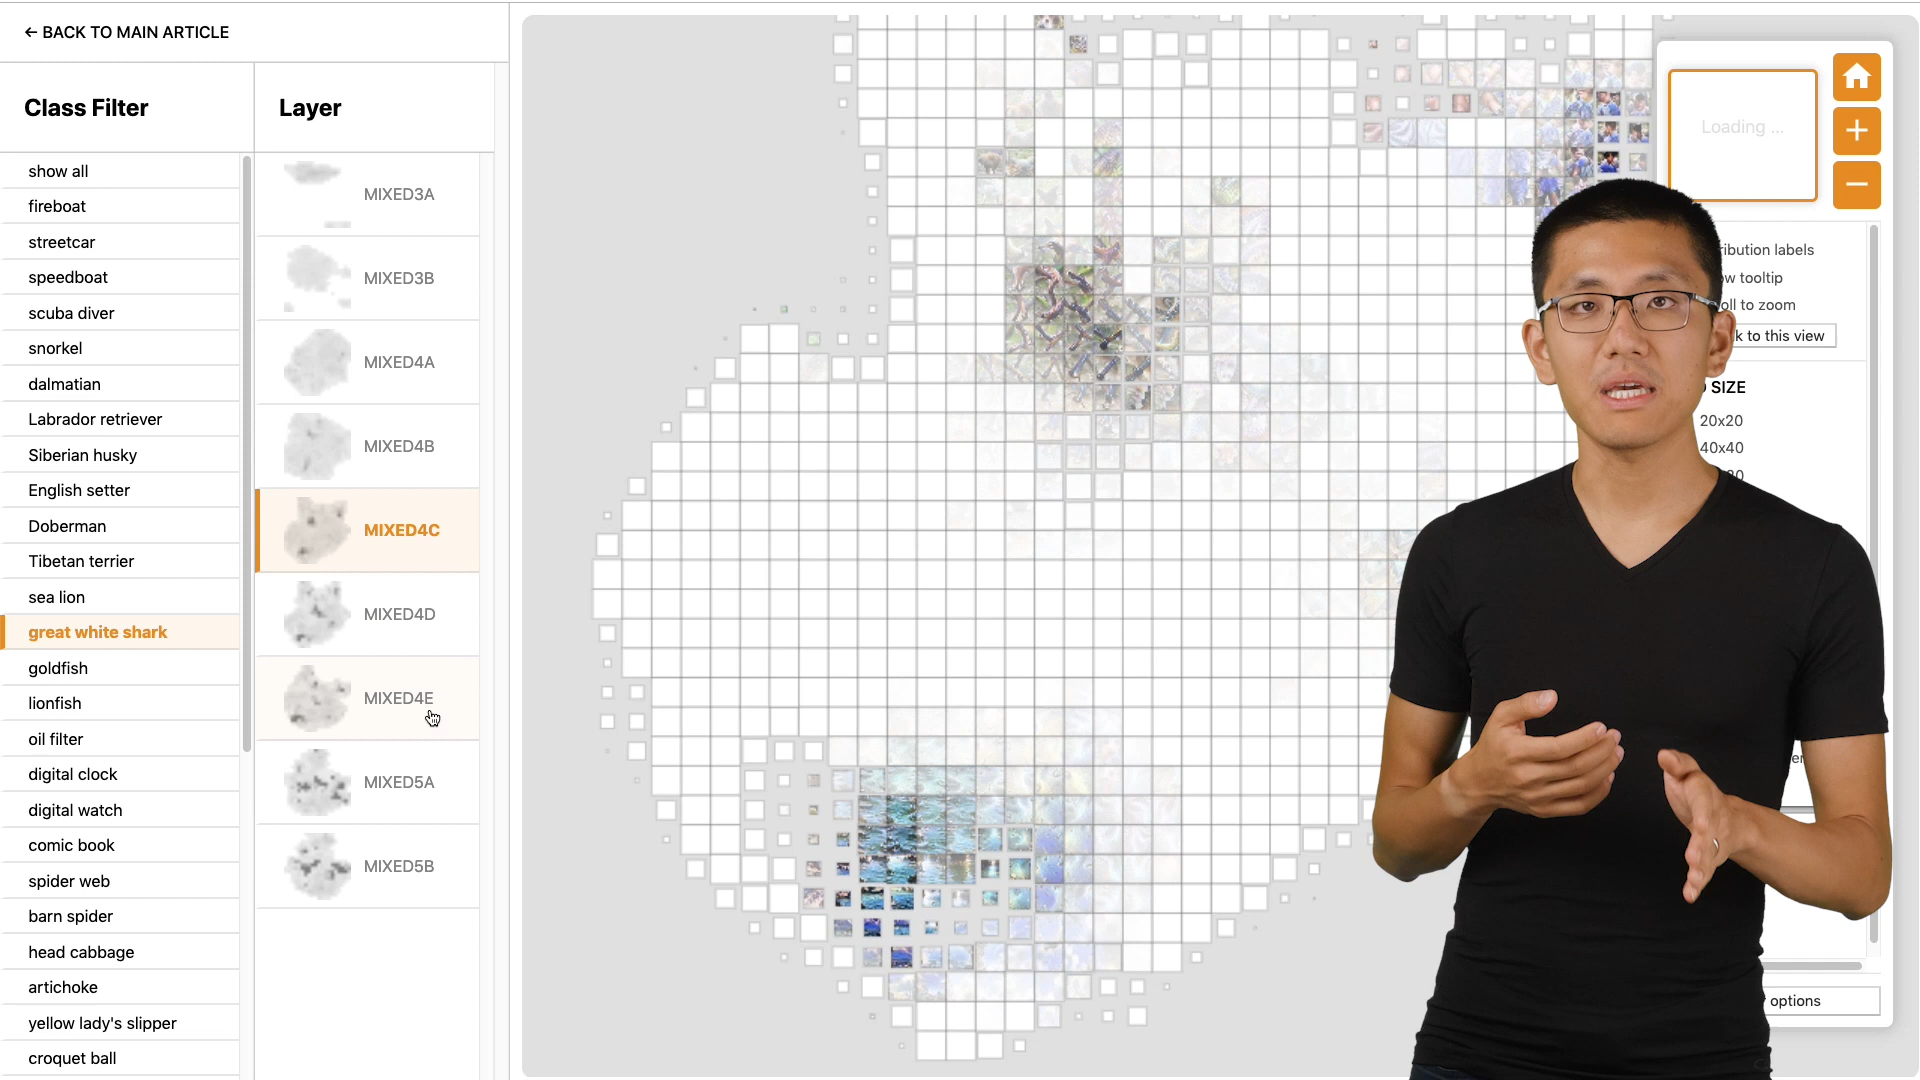 ← BACK TO MAIN ARTICLE
Class Filter
show all
fireboat
streetcar
speedboat
scuba diver
snorkel
dalmatian
Labrador retriever
Siberian husky
English setter
Doberman
Tibetan terrier
sea lion
great white shark
goldfish
lionfish
oil filter
digital clock
digital watch
comic book
spider web
barn spider
head cabbage
artichoke
yellow lady's slipper
croquet ball
Layer
MIXED3A
MIXED3B
MIXED4A
MIXED4B
MIXED4C
MIXED4D
MIXED4E
MIXED5A
MIXED5B
Loading ...
ribution labels
tooltip
oll to zoom
k to this view
SIZE
20x20
40x40
options